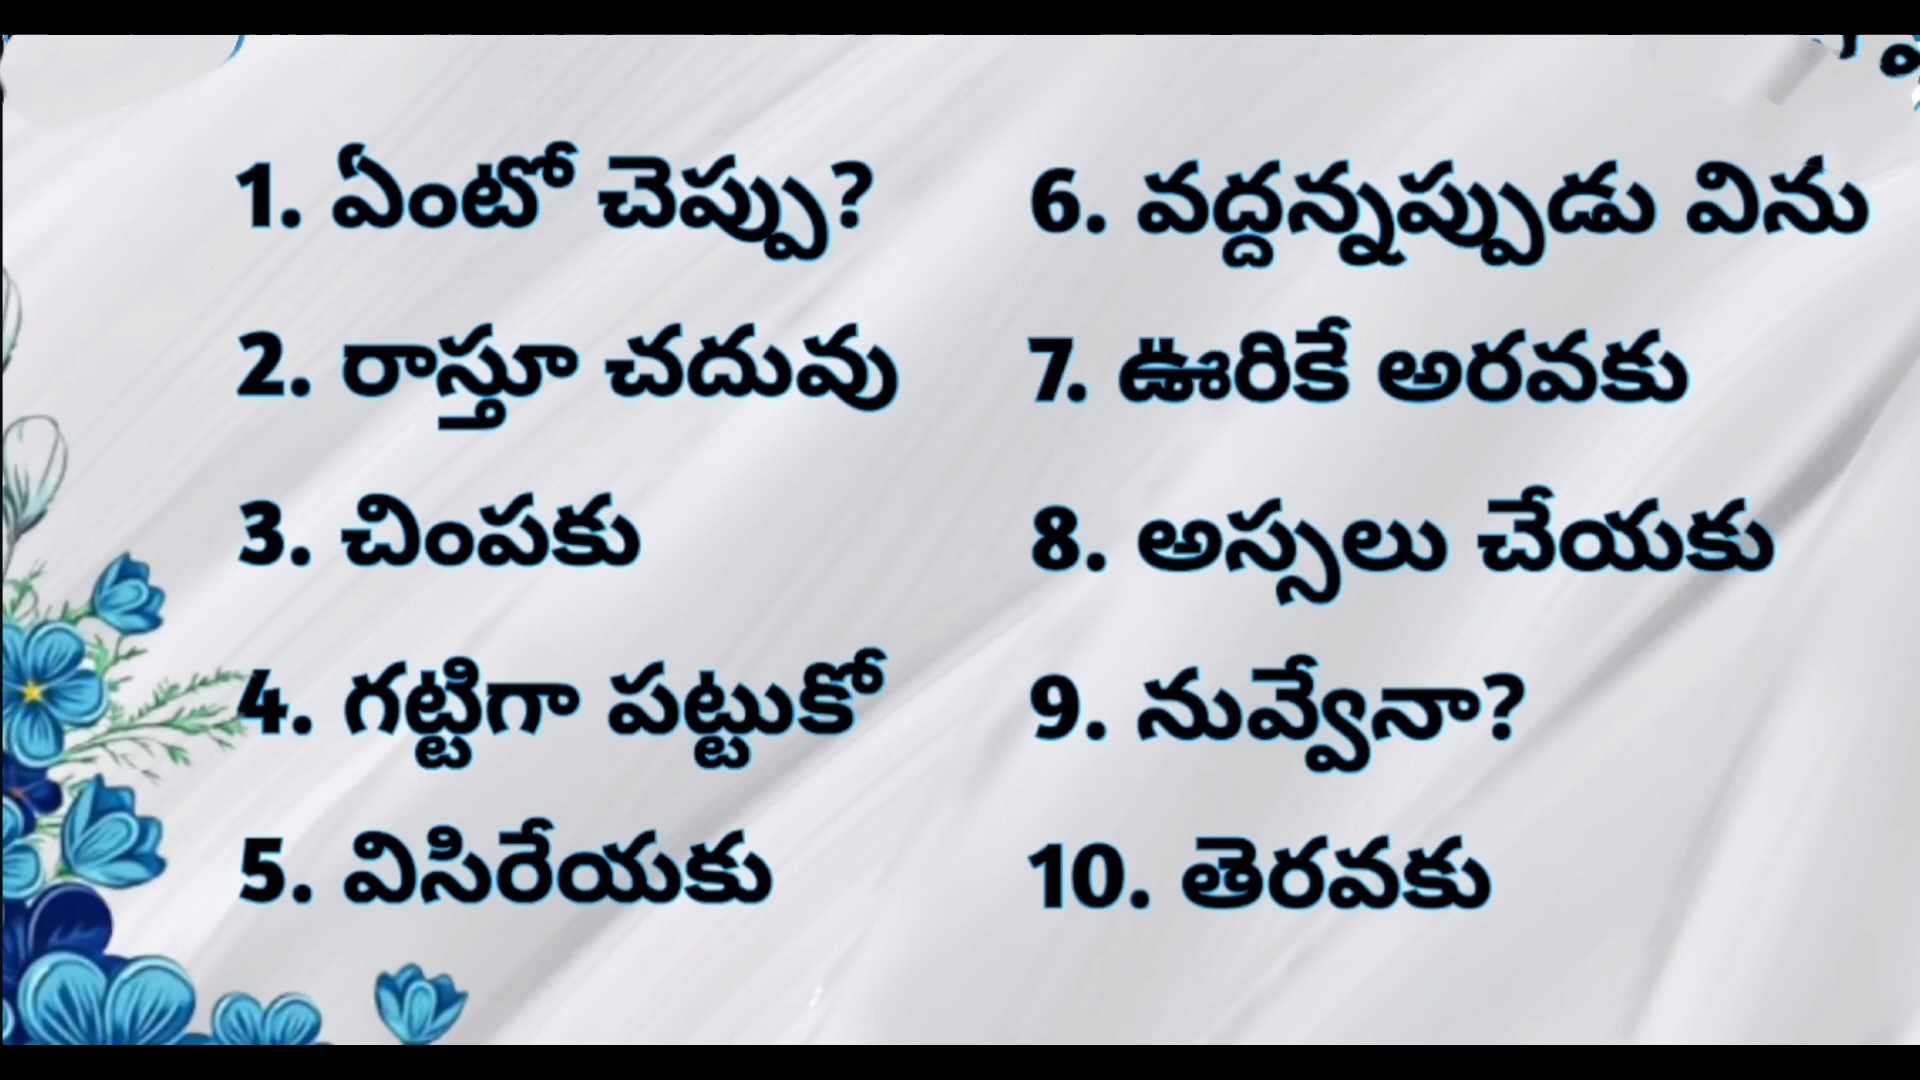 1. ఏంటో చెప్పు?
2. రాస్తూ చదువు
3. చింపకు
4. గట్టిగా పట్టుకో
5. విసిరేయకు
6. వద్దన్నప్పుడు విను
7. ఊరికే అరవకు
8. అస్సలు చేయకు
9. నువ్వేనా?
10. తెరవకు